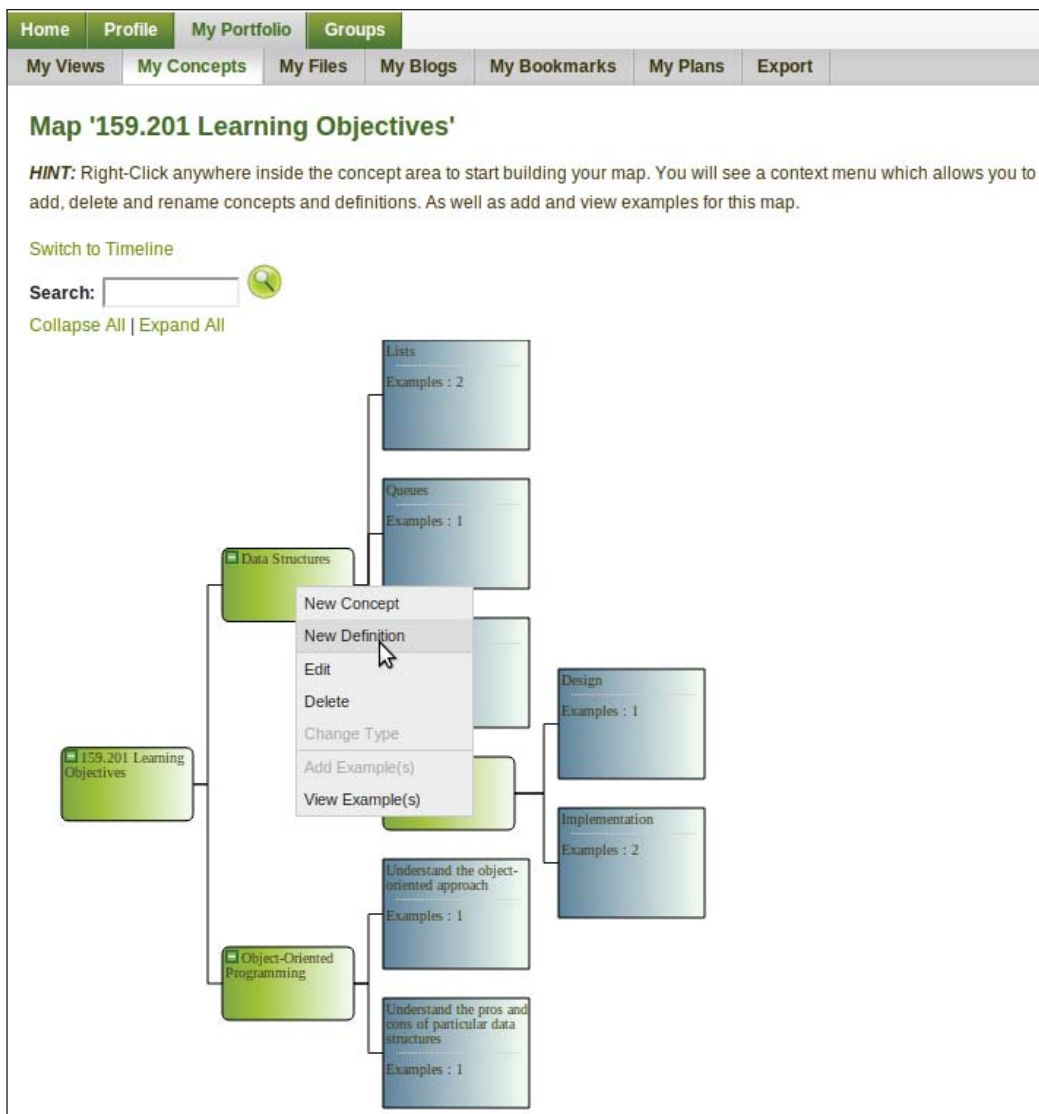 Home Profile My Portfolio Groups
My Views My Concepts My Files My Blogs My Bookmarks My Plans Export
Map '159.201 Learning Objectives'
HINT: Right-Click anywhere inside the concept area to start building your map. You will see a context menu which allows you to
add, delete and rename concepts and definitions. As well as add and view examples for this map.
Switch to Timeline
Search:
Collapse All | Expand All
Lists
Examples : 2
Queues
Examples : 1
Data Structures
New Concept
New Definition
Edit
Delete
Change Type
Add Example(s)
View Example(s)
Design
Examples : 1
159.201 Learning
Objectives
Implementation
Examples : 2
Understand the object-
oriented approach
Examples : 1
Object-Oriented
Programming
Understand the pros and
cons of particular data
structures
Examples : 1